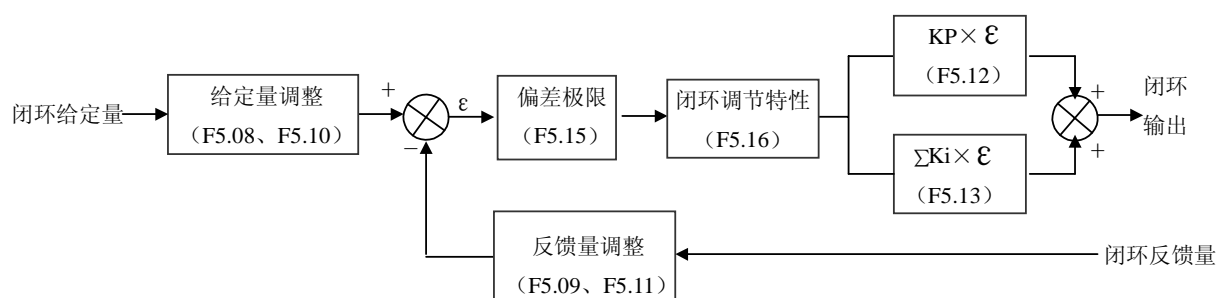 闭环给定量
给定量调整
（F5.08、F5.10）
+
−
ε
偏差极限
（F5.15）
闭环调节特性
（F5.16）
KP× ε
（F5.12）
∑Ki× ε
（F5.13）
+
+
闭环
输出
反馈量调整
（F5.09、F5.11）
闭环反馈量